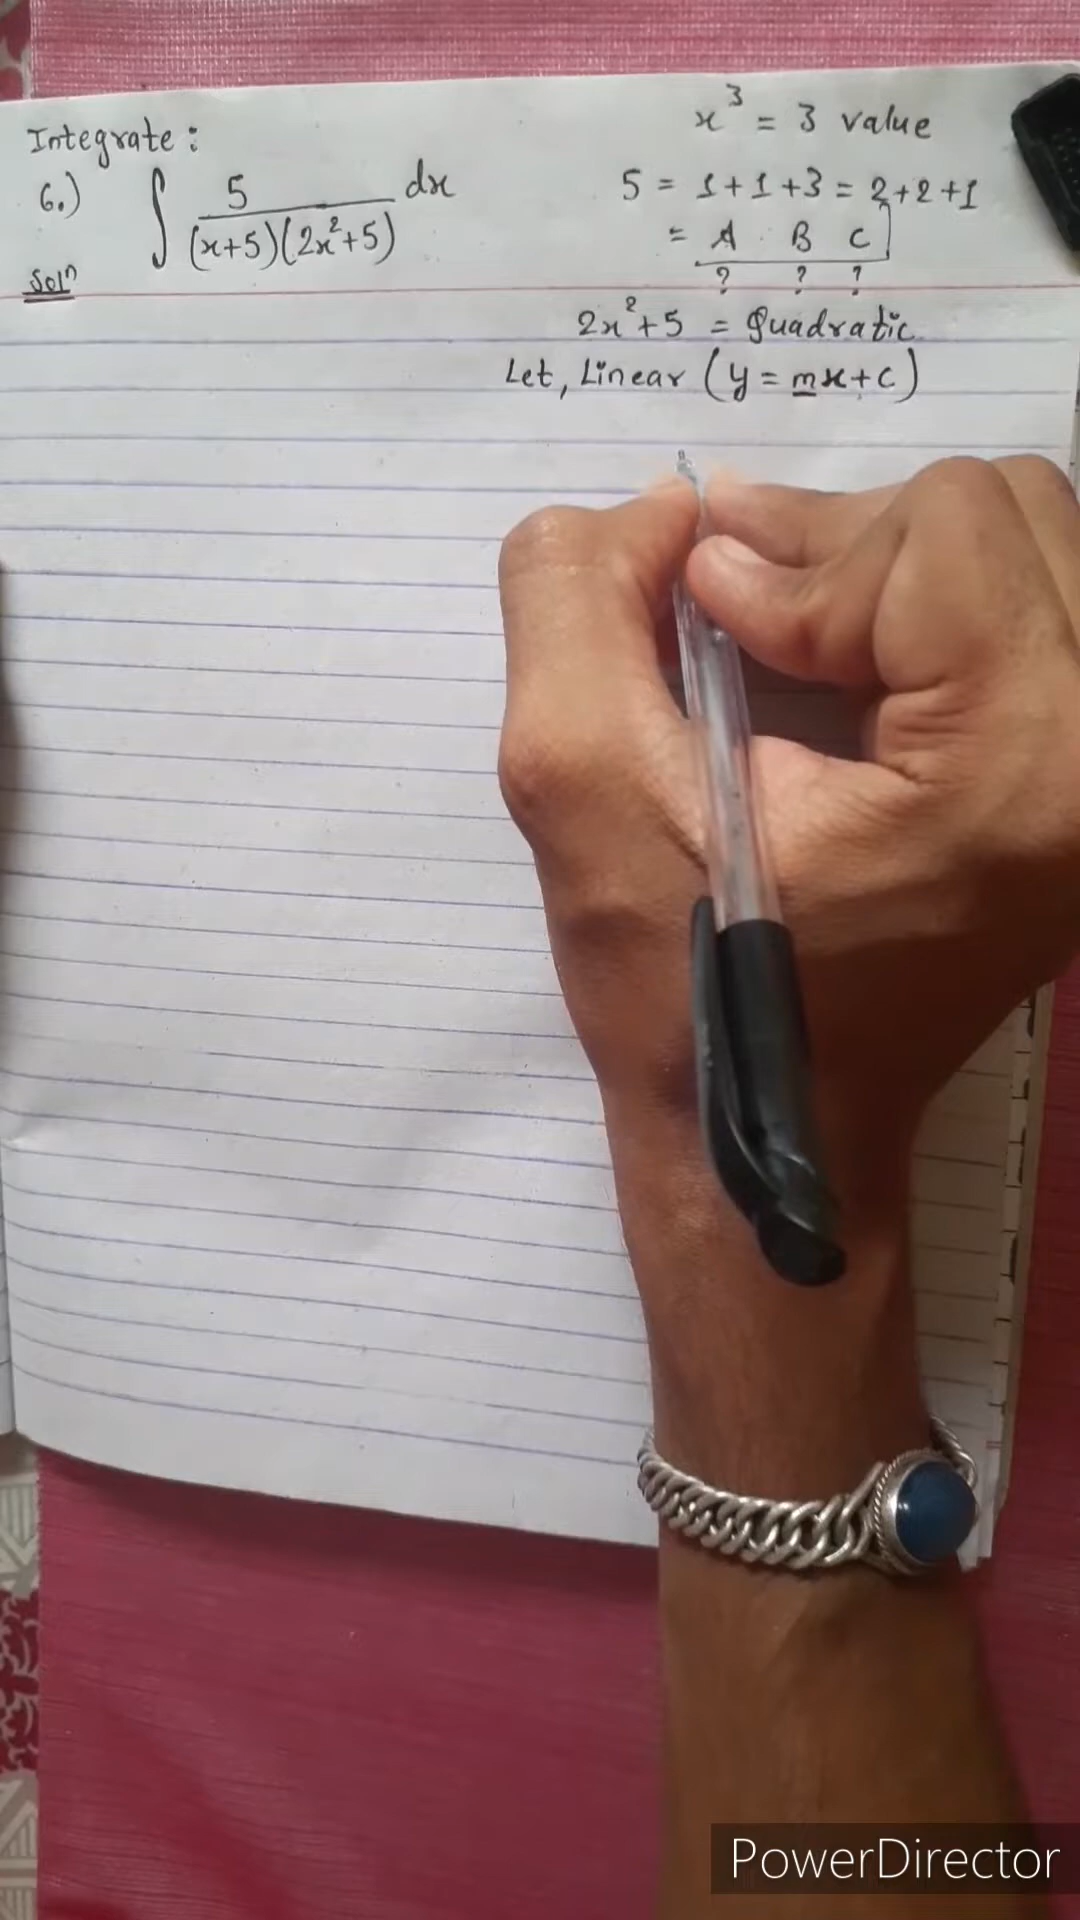 Integrate:
6.) ∫ 5/(x+5)(2x²+5) dx
Solⁿ
x³ = 3 value
5 = 1+1+3 = 2+2+1
= A B C
? ? ?
2x²+5 = Quadratic
Let, Linear (y = mx+c)
PowerDirector